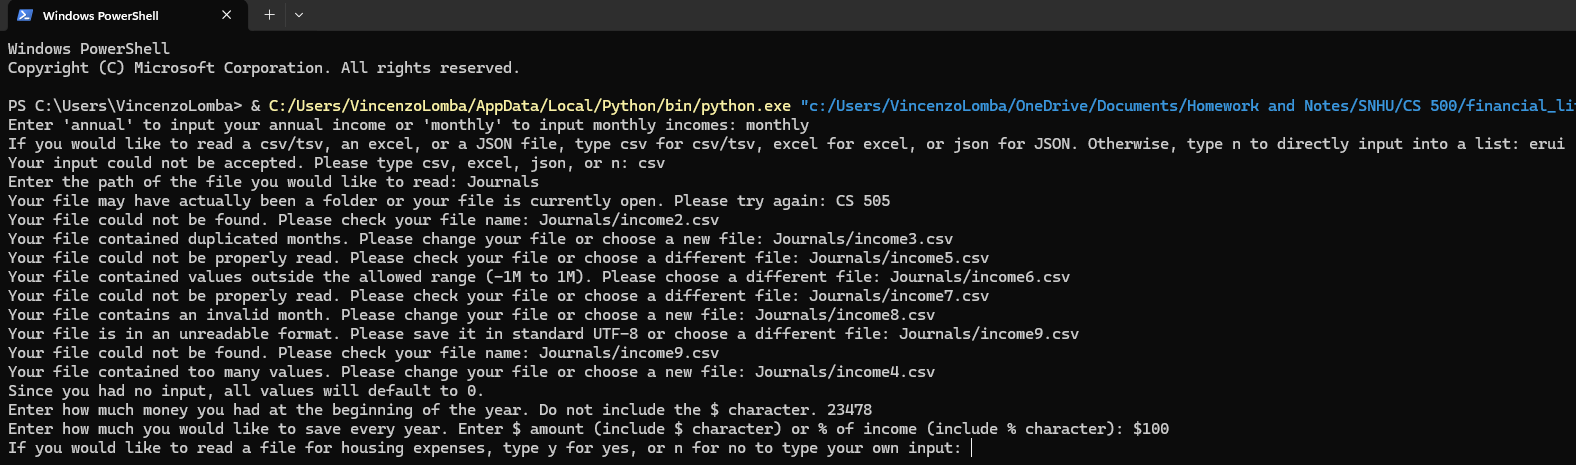 Windows PowerShell
Windows PowerShell
Copyright (C) Microsoft Corporation. All rights reserved.
PS C:\Users\VincenzoLomba> & C:/Users/VincenzoLomba/AppData/Local/Python/bin/python.exe "c:/Users/VincenzoLomba/OneDrive/Documents/Homework and Notes/SNHU/CS 500/financial_li
Enter 'annual' to input your annual income or 'monthly' to input monthly incomes: monthly
If you would like to read a csv/tsv, an excel, or a JSON file, type csv for csv/tsv, excel for excel, or json for JSON. Otherwise, type n to directly input into a list: erui
Your input could not be accepted. Please type csv, excel, json, or n: csv
Enter the path of the file you would like to read: Journals
Your file may have actually been a folder or your file is currently open. Please try again: CS 505
Your file could not be found. Please check your file name: Journals/income2.csv
Your file contained duplicated months. Please change your file or choose a new file: Journals/income3.csv
Your file could not be properly read. Please check your file or choose a different file: Journals/income5.csv
Your file contained values outside the allowed range (-1M to 1M). Please choose a different file: Journals/income6.csv
Your file could not be properly read. Please check your file or choose a different file: Journals/income7.csv
Your file contains an invalid month. Please change your file or choose a new file: Journals/income8.csv
Your file is in an unreadable format. Please save it in standard UTF-8 or choose a different file: Journals/income9.csv
Your file could not be found. Please check your file name: Journals/income9.csv
Your file contained too many values. Please change your file or choose a new file: Journals/income4.csv
Since you had no input, all values will default to 0.
Enter how much money you had at the beginning of the year. Do not include the $ character. 23478
Enter how much you would like to save every year. Enter $ amount (include $ character) or % of income (include % character): $100
If you would like to read a file for housing expenses, type y for yes, or n for no to type your own input: